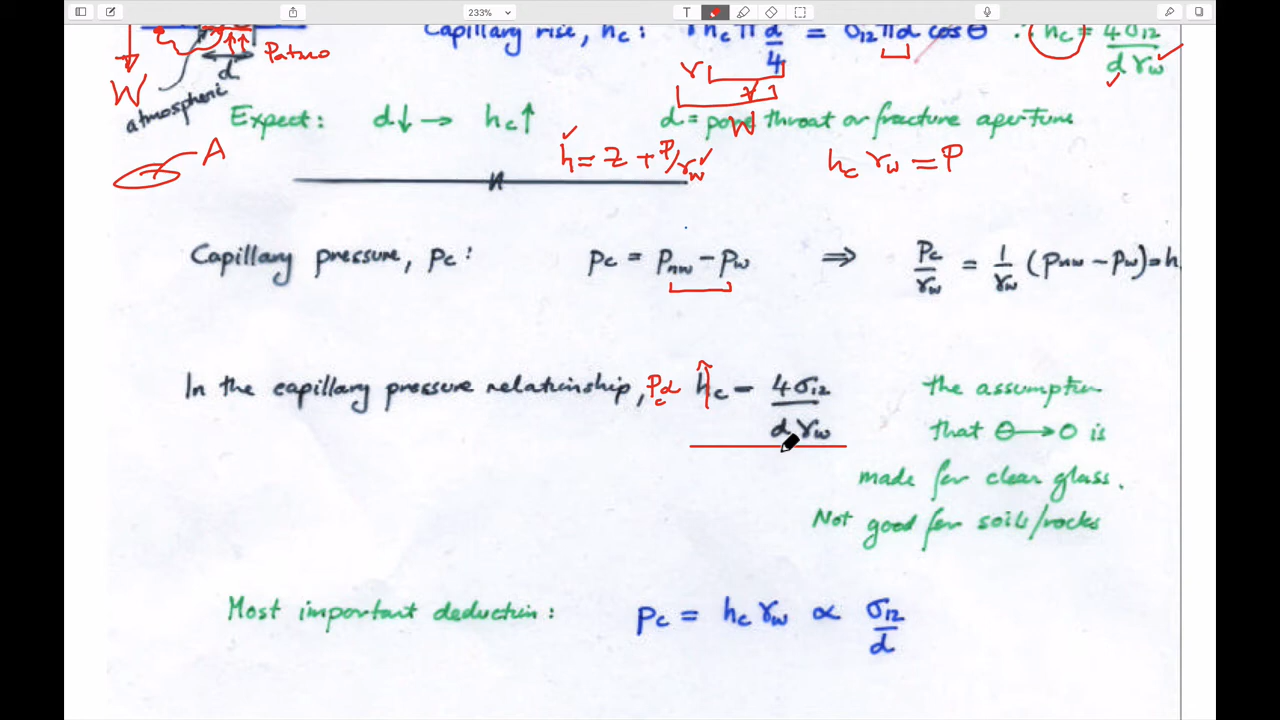 233%
T
Capillary rise, hc: γ hc π d/4 = σ12 πd cos θ ∴ hc = 4σ12 / d γw
Patmo
d
W
atmospheric
r
W
Expect: d↓ → hc↑ d = pore throat or fracture aperture
A
h = z + P/γw hc γw = P
Capillary pressure, pc: pc = pnw − pw ⇒ pc/γw = 1/γw (pnw − pw) = h
In the capillary pressure relationship, Pc α hc = 4σ12 / d γw
the assumption
that θ → 0 is
made for clear glass.
Not good for soils/rocks
Most important deduction: pc = hc γw ∝ σ12/d